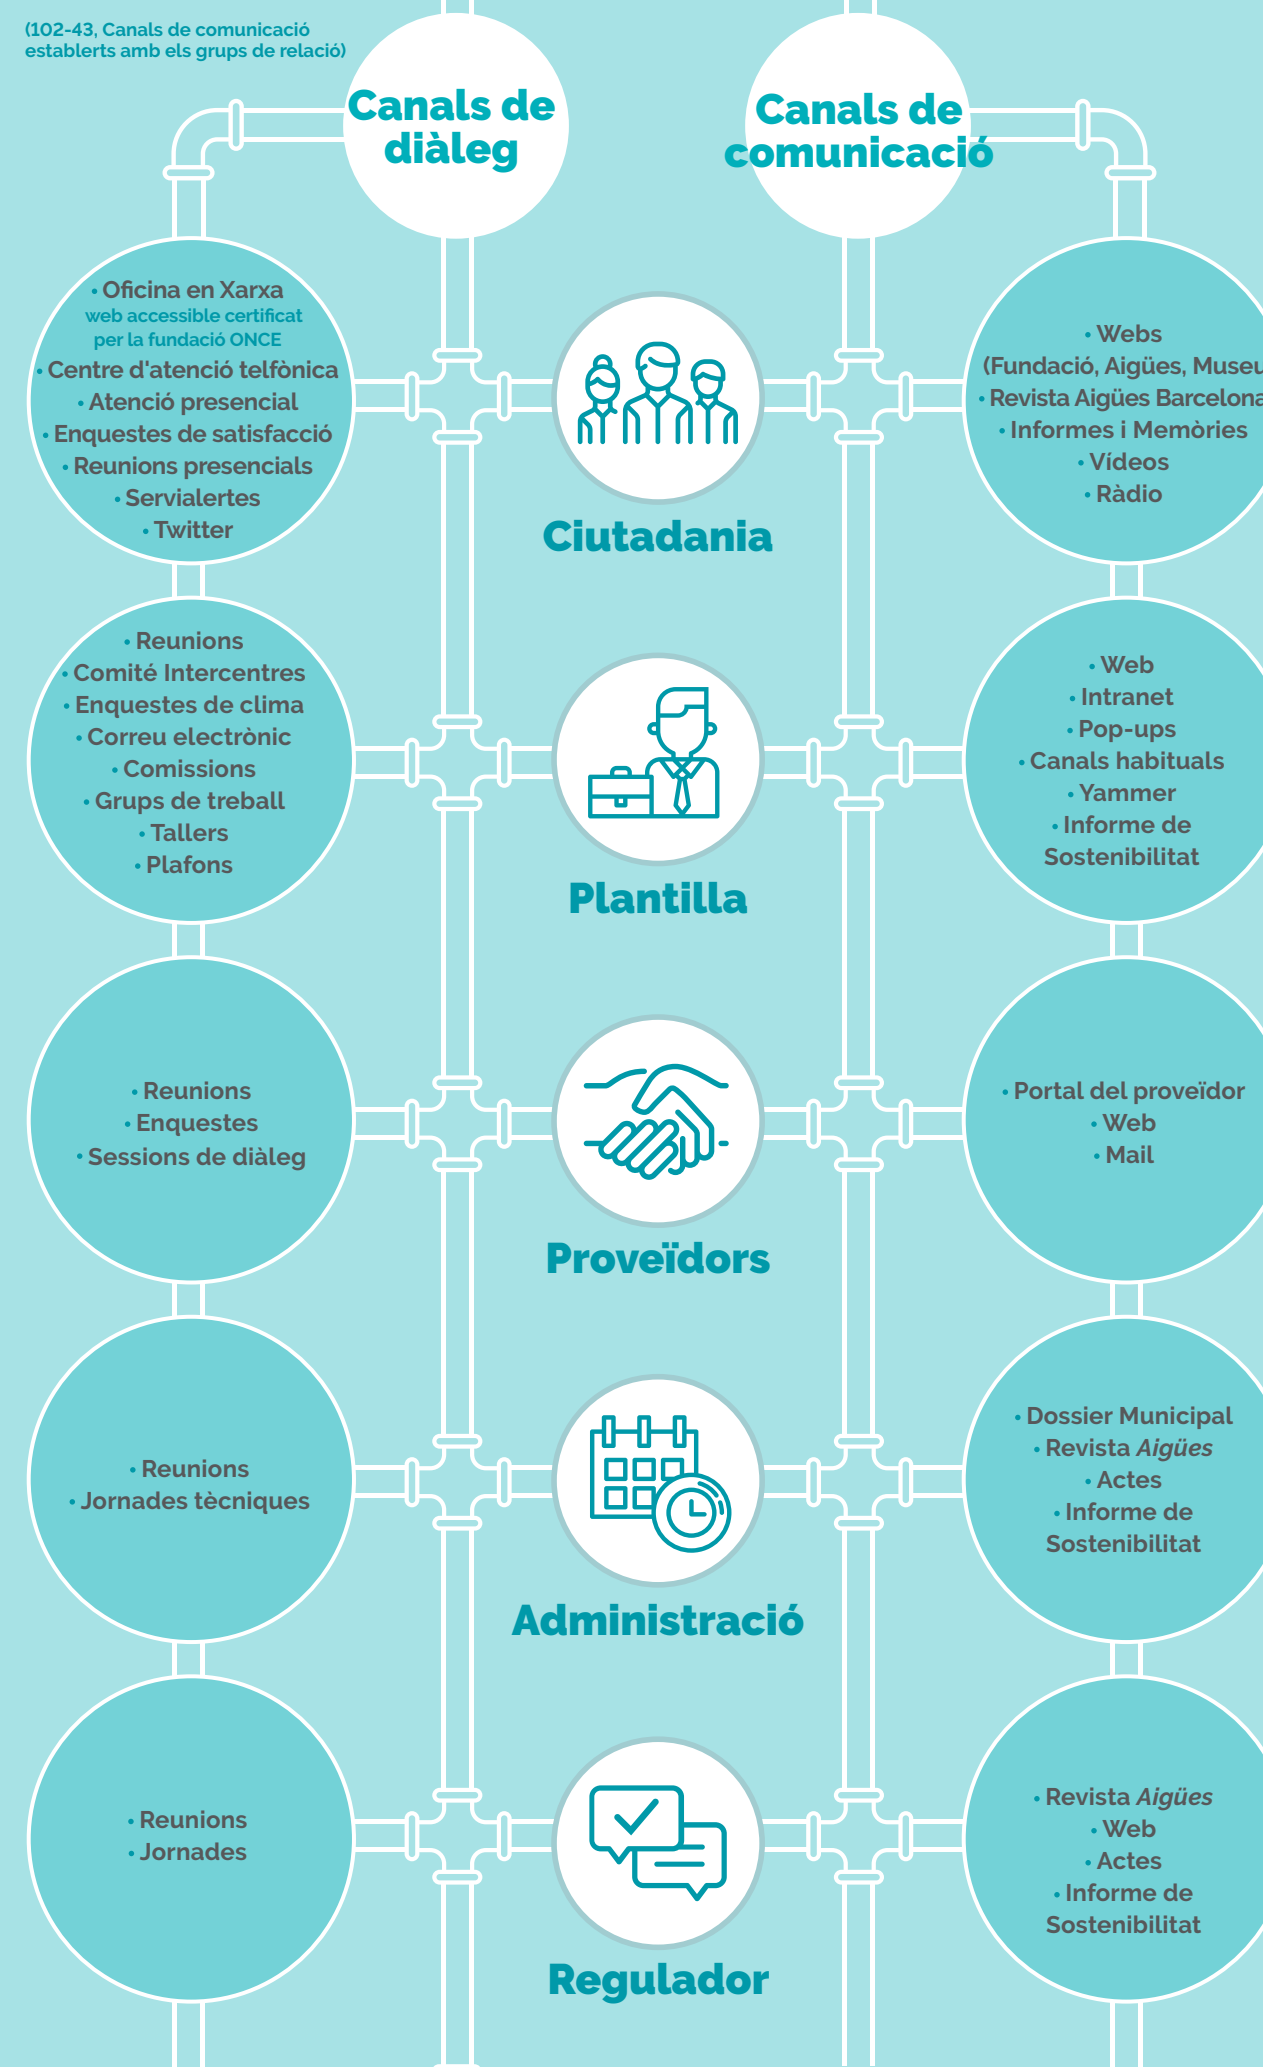 (102-43, Canals de comunicació
establerts amb els grups de relació)
Canals de
diàleg
Canals de
comunicació
• Oficina en Xarxa
web accessible certificat
per la fundació ONCE
• Centre d'atenció telfònica
• Atenció presencial
• Enquestes de satisfacció
• Reunions presencials
• Servialertes
• Twitter
Ciutadania
• Webs
(Fundació, Aigües, Museu
• Revista Aigües Barcelona
• Informes i Memòries
• Vídeos
• Ràdio
• Reunions
• Comité Intercentres
• Enquestes de clima
• Correu electrònic
• Comissions
• Grups de treball
• Tallers
• Plafons
Plantilla
• Web
• Intranet
• Pop-ups
• Canals habituals
• Yammer
• Informe de
Sostenibilitat
• Reunions
• Enquestes
• Sessions de diàleg
Proveïdors
• Portal del proveïdor
• Web
• Mail
• Reunions
• Jornades tècniques
Administració
• Dossier Municipal
• Revista Aigües
• Actes
• Informe de
Sostenibilitat
• Reunions
• Jornades
Regulador
• Revista Aigües
• Web
• Actes
• Informe de
Sostenibilitat